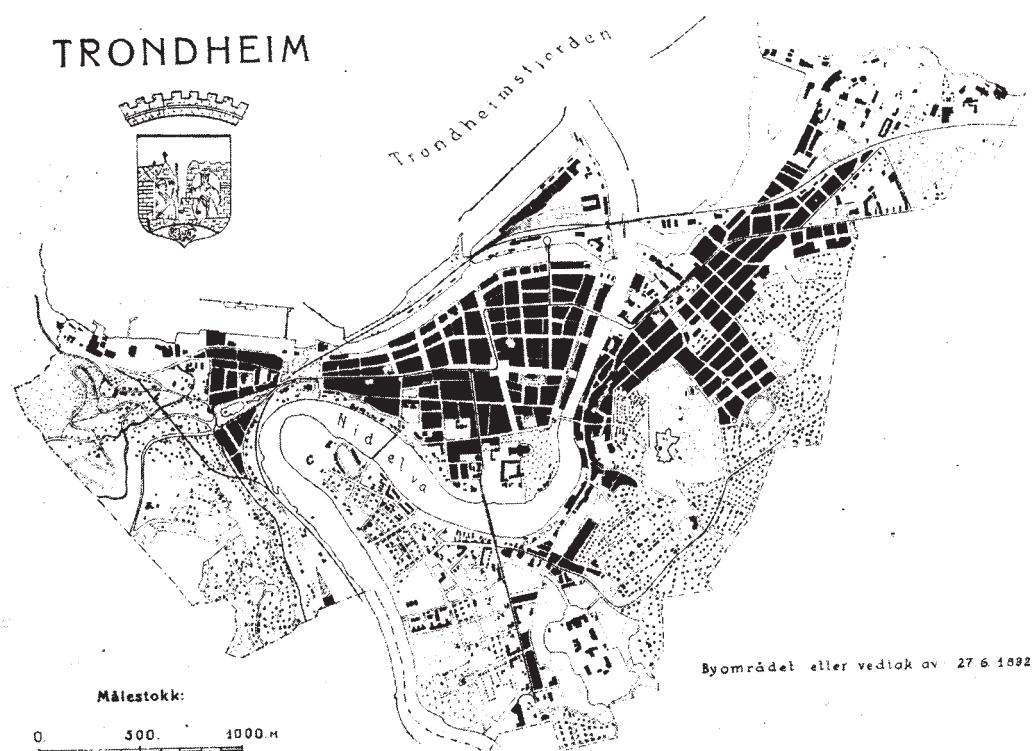 TRONDHEIM
Trondheimsfjorden
Nid
elva
Byområdet etter vedtak av 27.6.1892
Målestokk:
0. 500. 1000.M